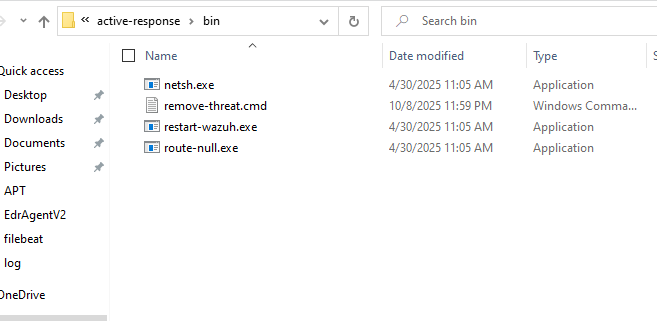 « active-response › bin
Search bin
Name Date modified Type S
Quick access
netsh.exe 4/30/2025 11:05 AM Application
Desktop
remove-threat.cmd 10/8/2025 11:59 PM Windows Comma...
Downloads
restart-wazuh.exe 4/30/2025 11:05 AM Application
Documents
route-null.exe 4/30/2025 11:05 AM Application
Pictures
APT
EdrAgentV2
filebeat
log
OneDrive